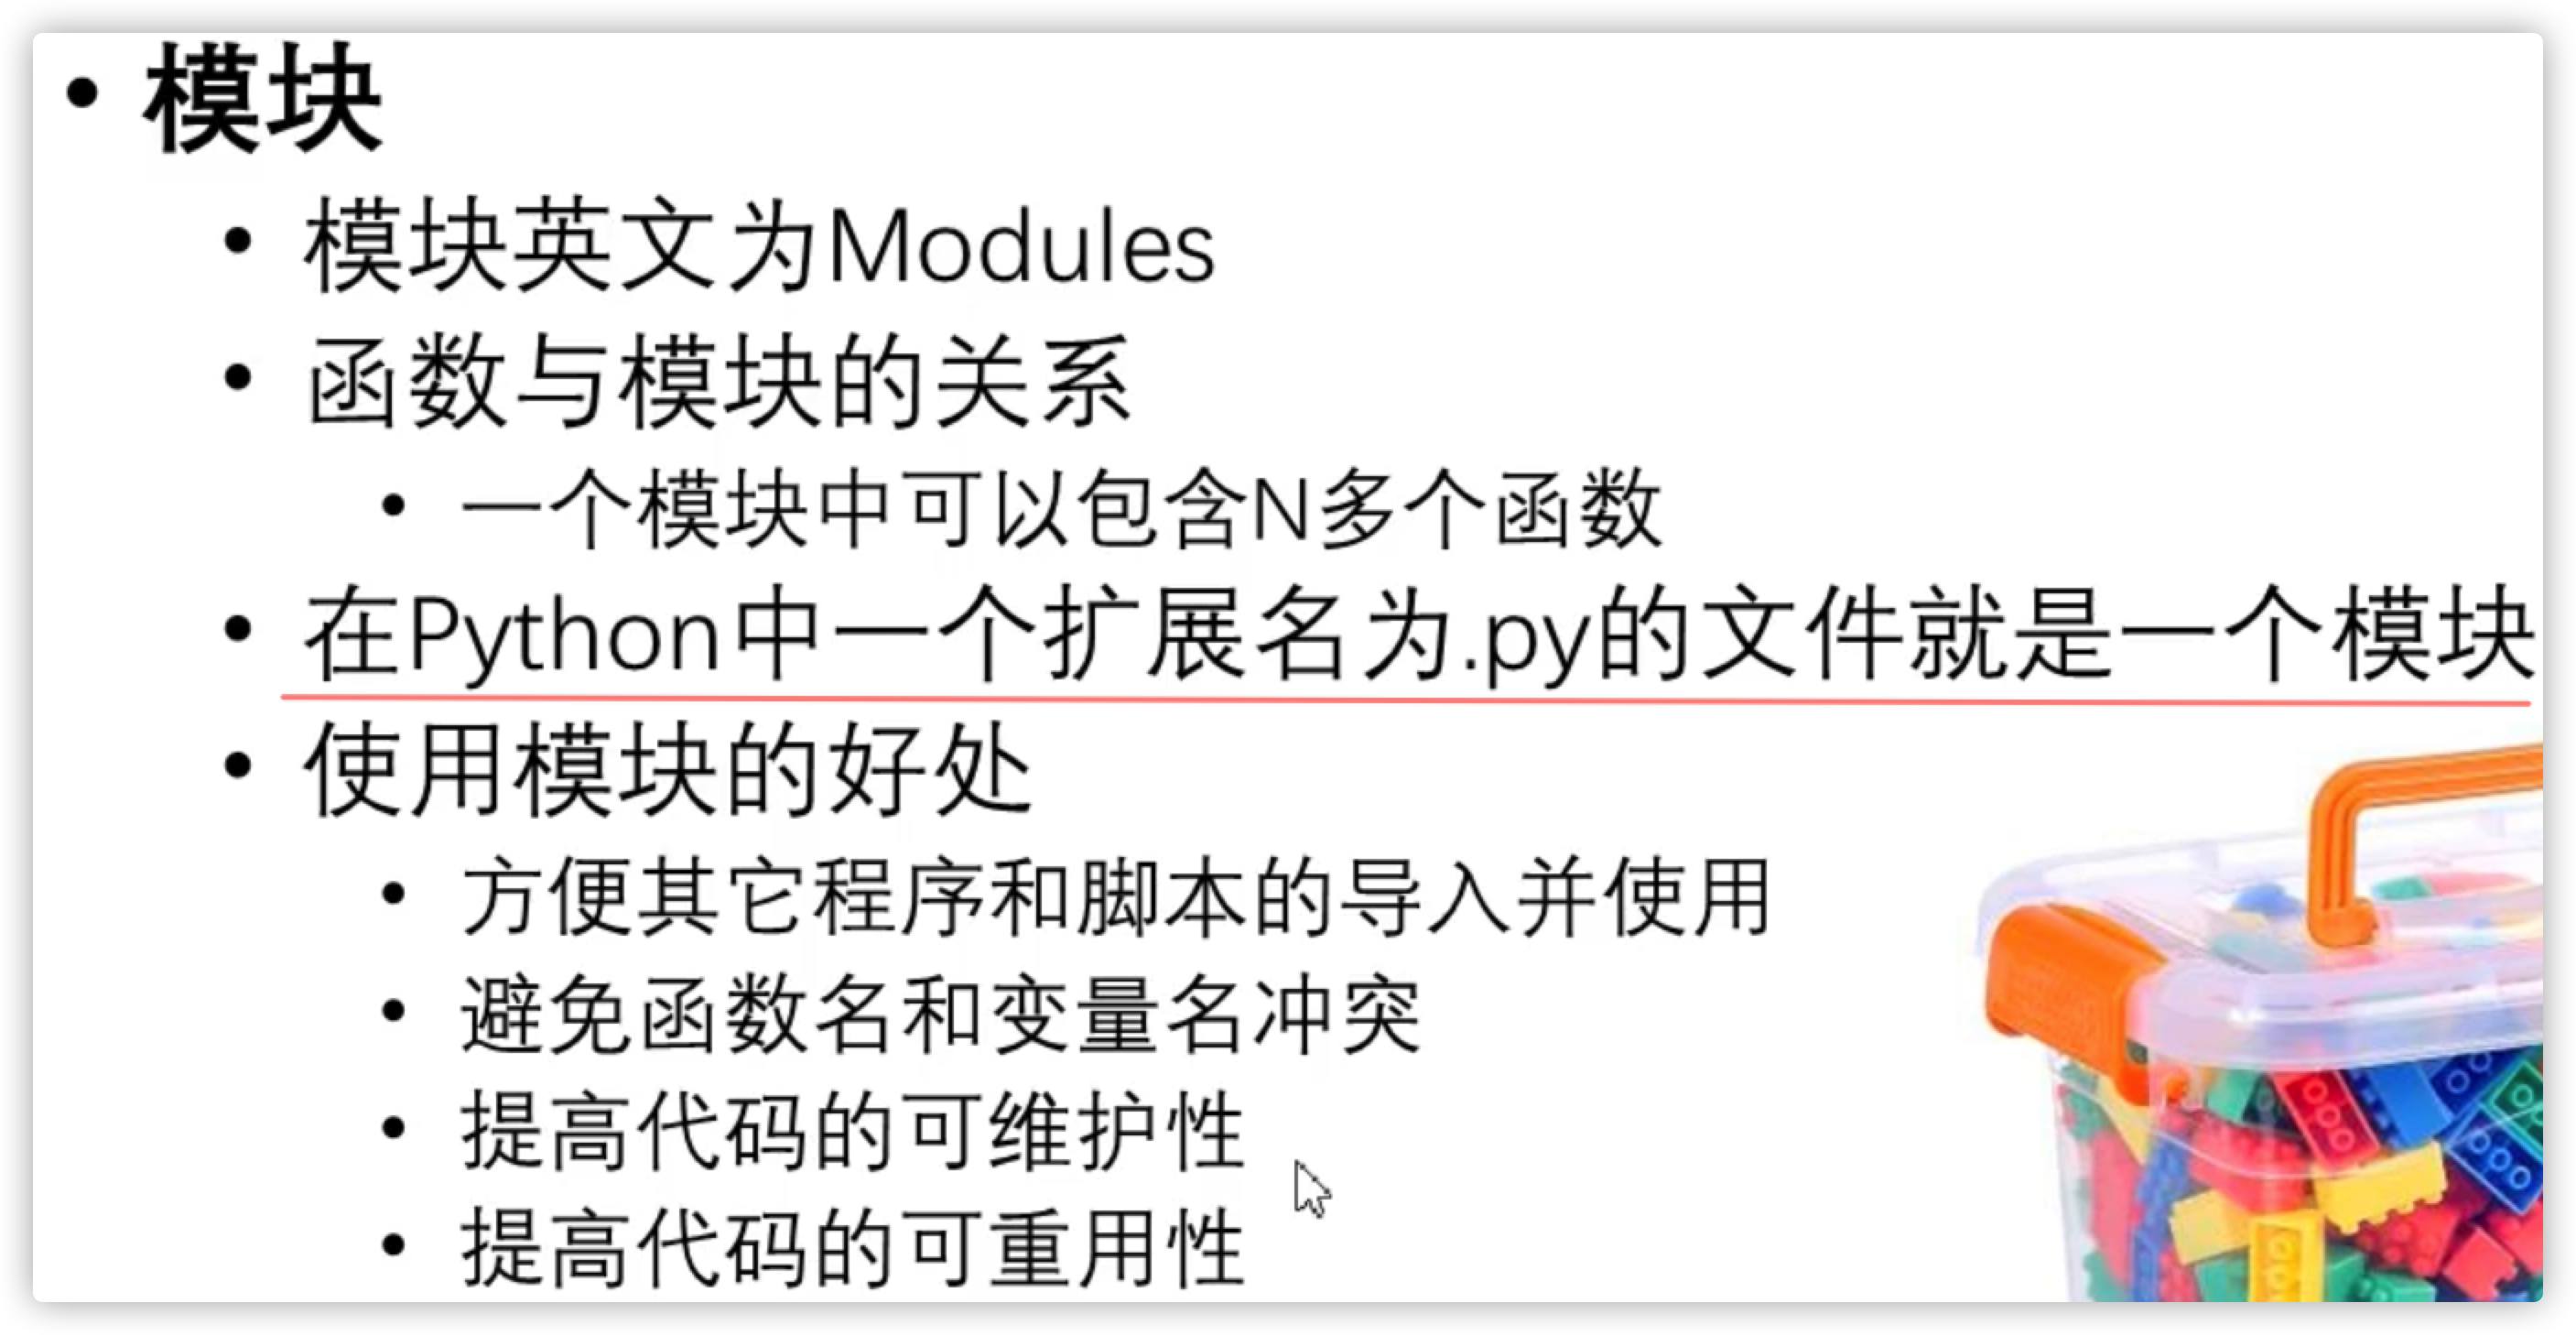 • 模块
• 模块英文为Modules
• 函数与模块的关系
• 一个模块中可以包含N多个函数
• 在Python中一个扩展名为.py的文件就是一个模块
• 使用模块的好处
• 方便其它程序和脚本的导入并使用
• 避免函数名和变量名冲突
• 提高代码的可维护性
• 提高代码的可重用性